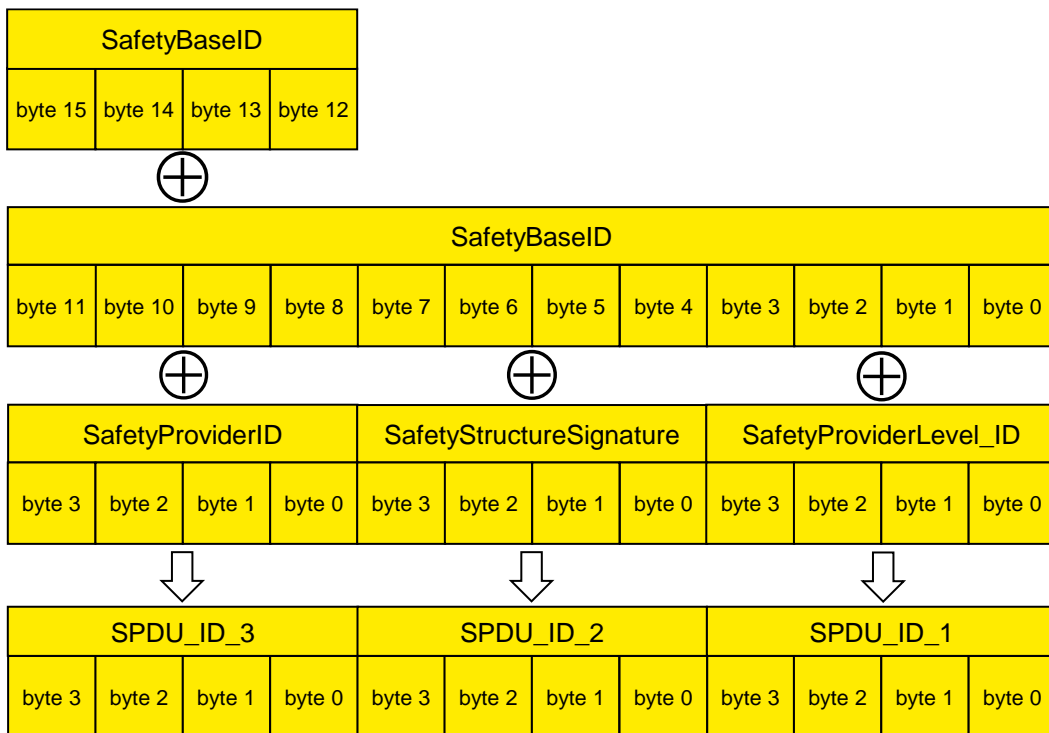 SafetyBaseID
byte 15 byte 14 byte 13 byte 12
SafetyBaseID
byte 11 byte 10 byte 9 byte 8 byte 7 byte 6 byte 5 byte 4 byte 3 byte 2 byte 1 byte 0
SafetyProviderID SafetyStructureSignature SafetyProviderLevel_ID
byte 3 byte 2 byte 1 byte 0 byte 3 byte 2 byte 1 byte 0 byte 3 byte 2 byte 1 byte 0
SPDU_ID_3 SPDU_ID_2 SPDU_ID_1
byte 3 byte 2 byte 1 byte 0 byte 3 byte 2 byte 1 byte 0 byte 3 byte 2 byte 1 byte 0